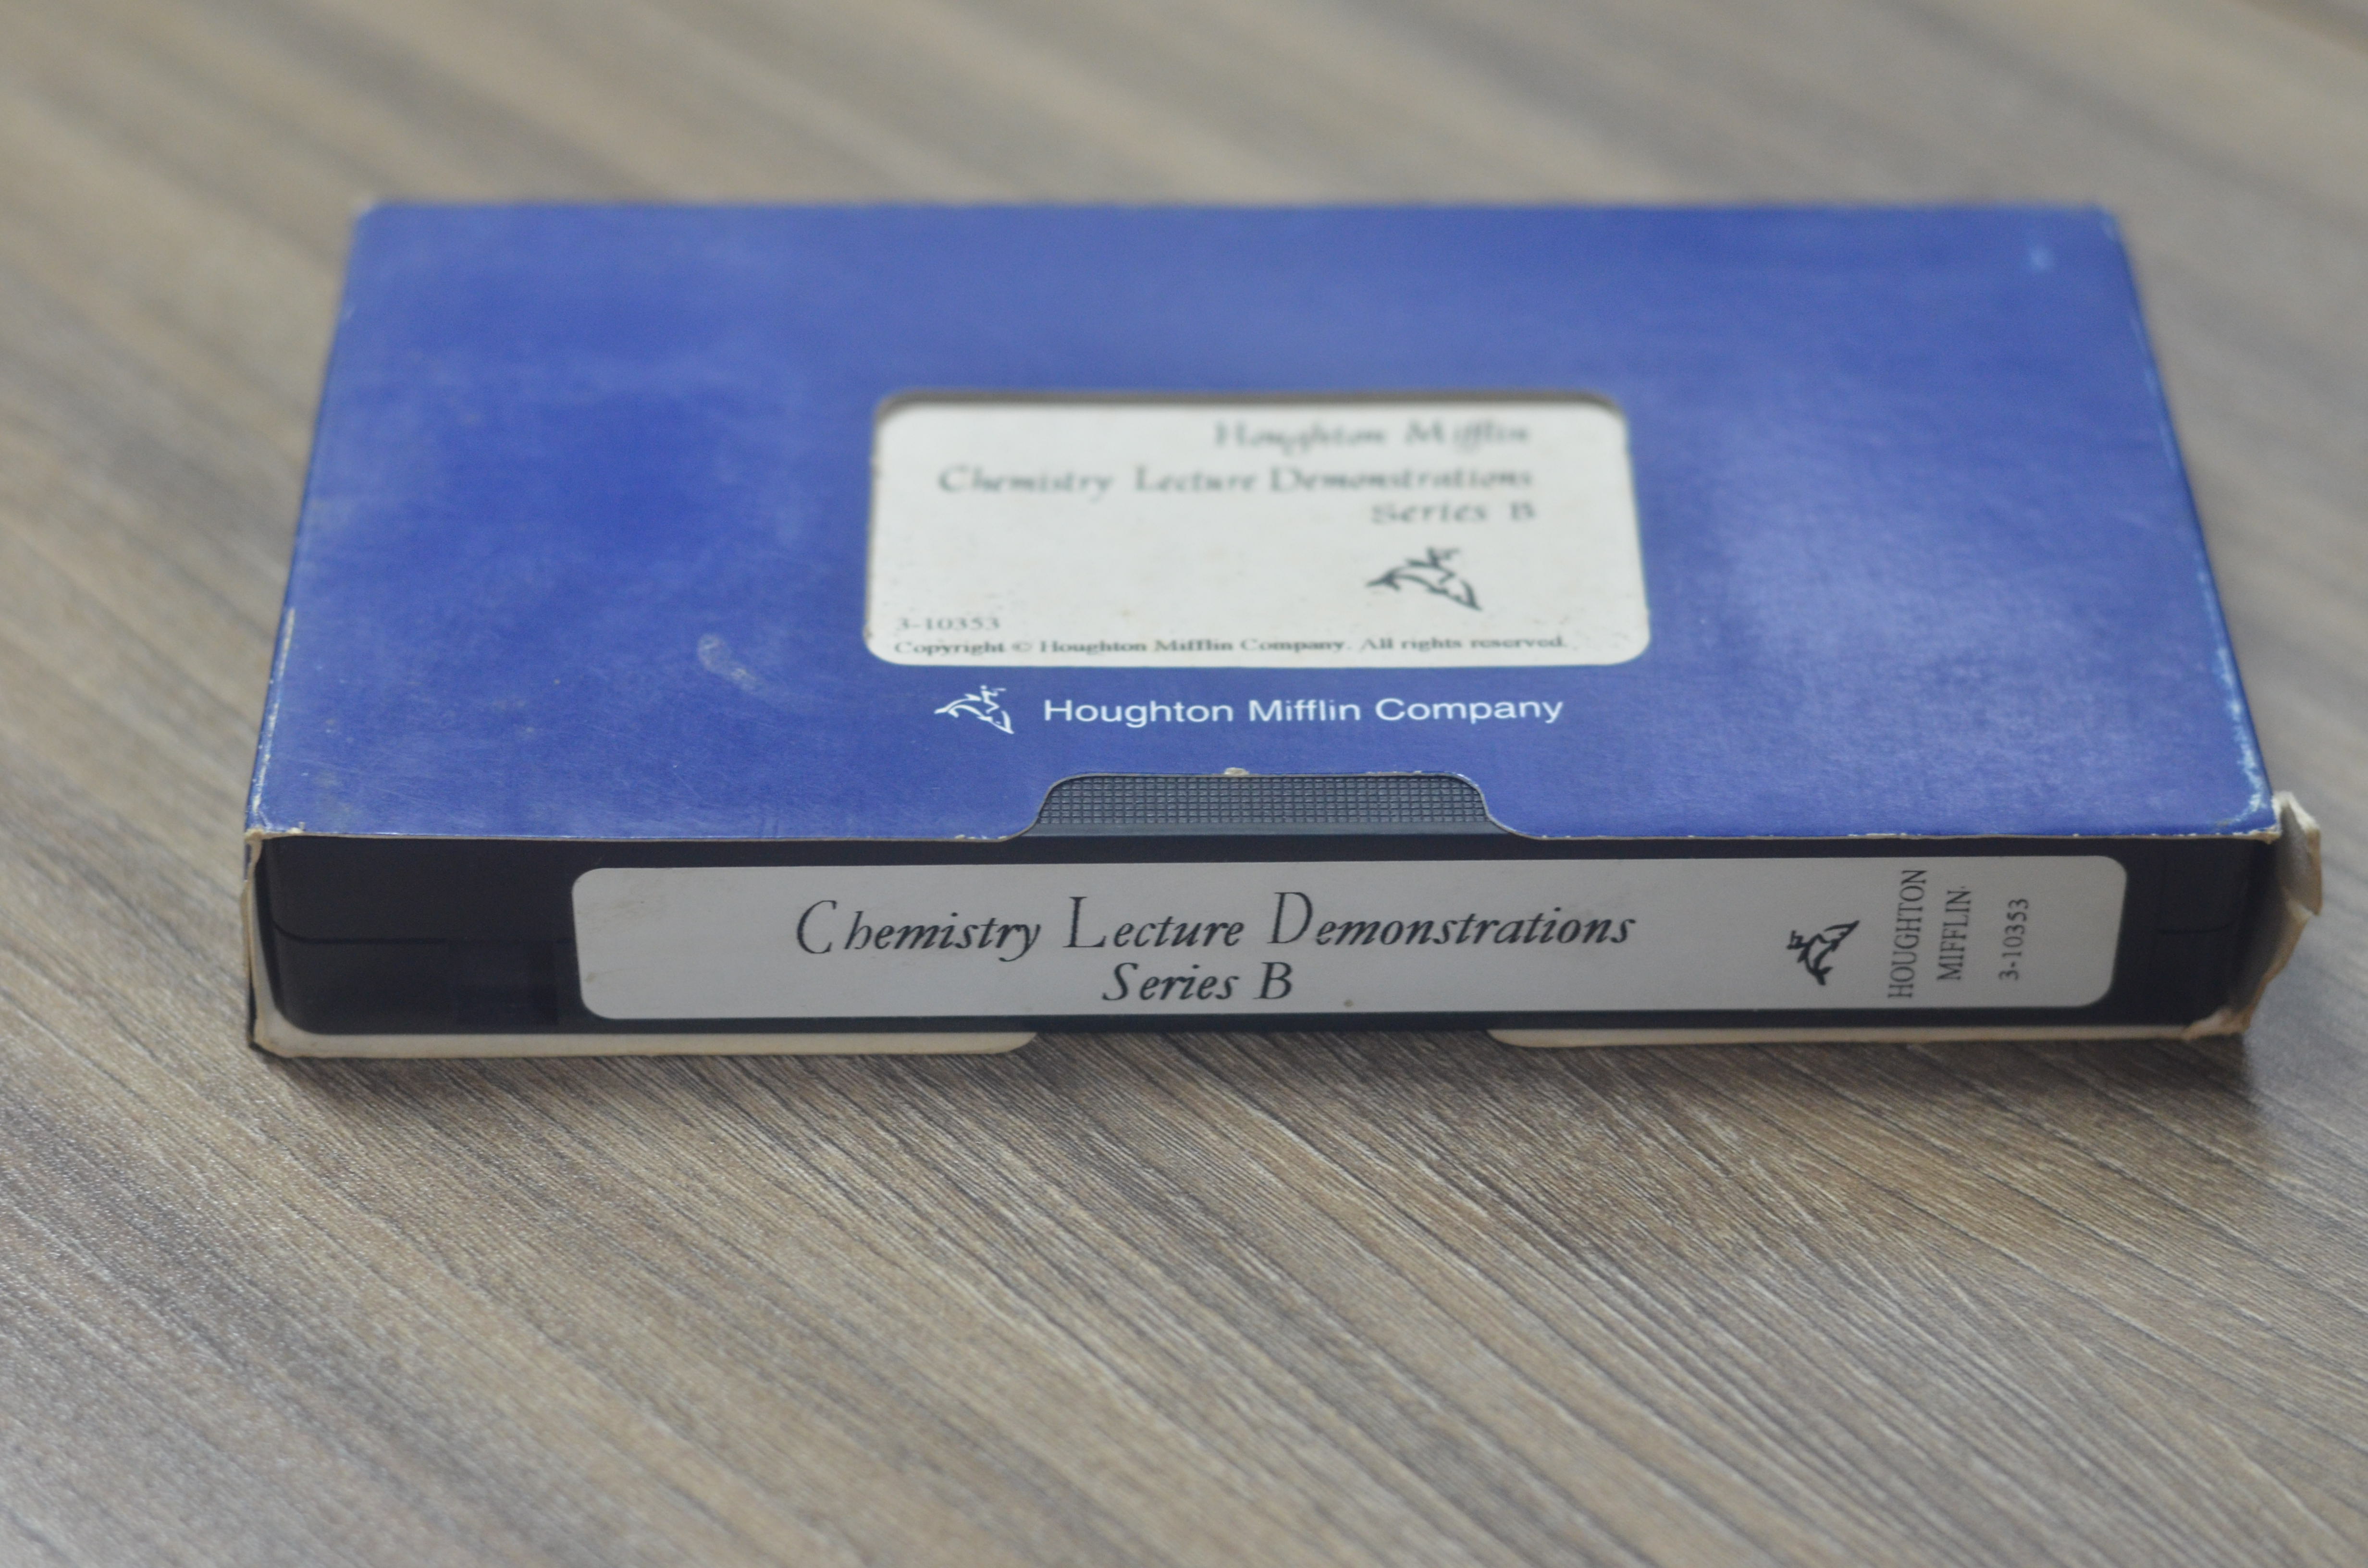 Houghton Mifflin
Chemistry Lecture Demonstrations
Series B
3-10353
Copyright © Houghton Mifflin Company. All rights reserved.
Houghton Mifflin Company
Chemistry Lecture Demonstrations
Series B
HOUGHTON
MIFFLIN
3-10353